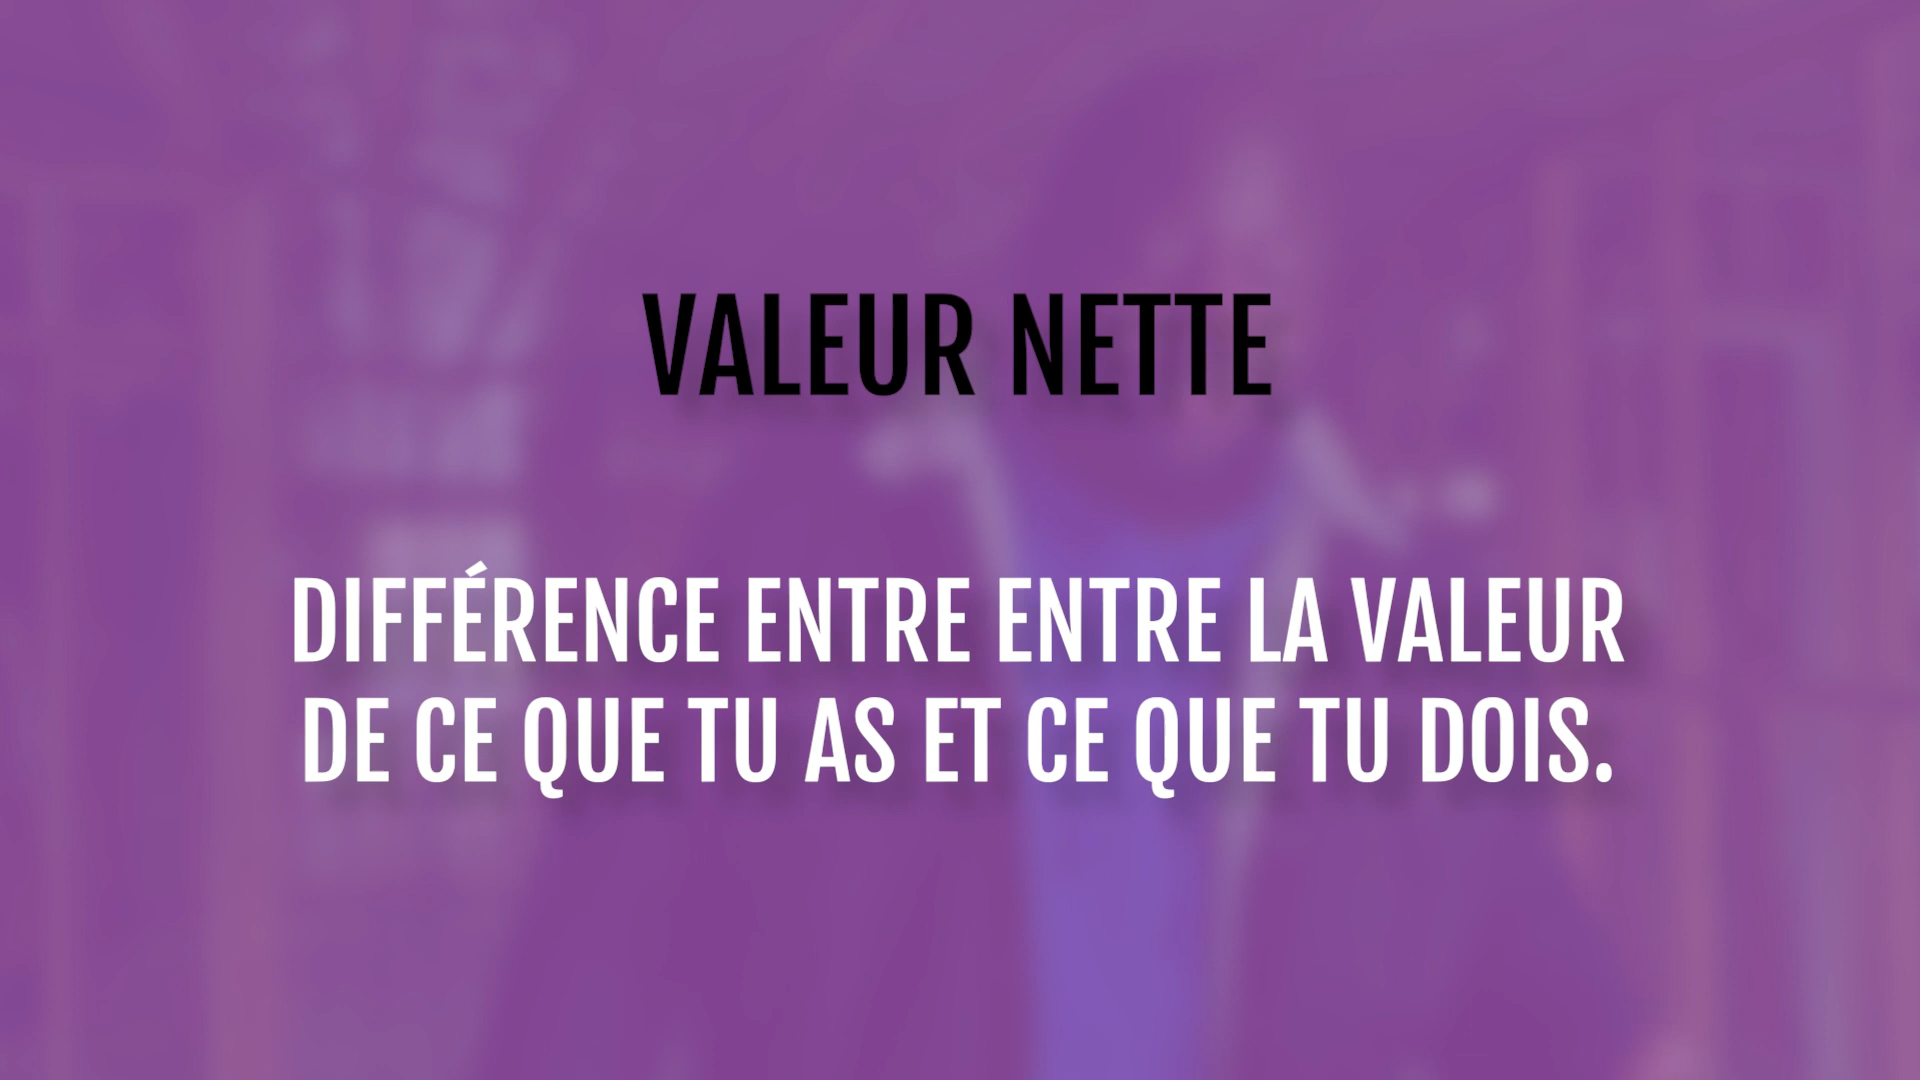 VALEUR NETTE
DIFFÉRENCE ENTRE ENTRE LA VALEUR
DE CE QUE TU AS ET CE QUE TU DOIS.